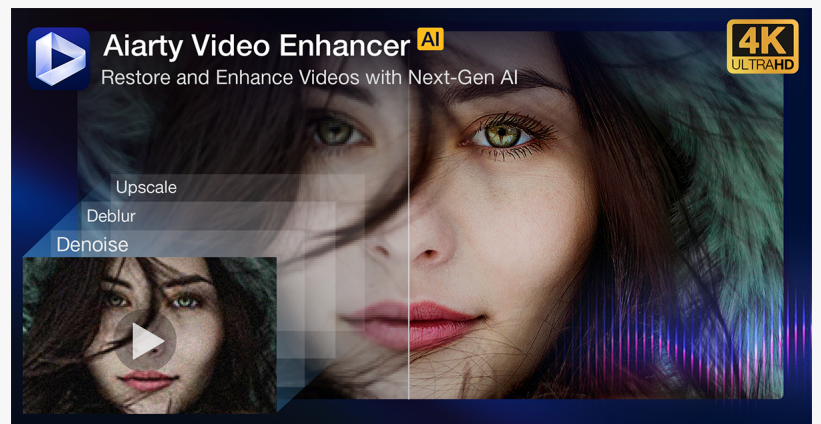 Aiarty Video Enhancer AI
Restore and Enhance Videos with Next-Gen AI
4K
ULTRAHD
Upscale
Deblur
Denoise